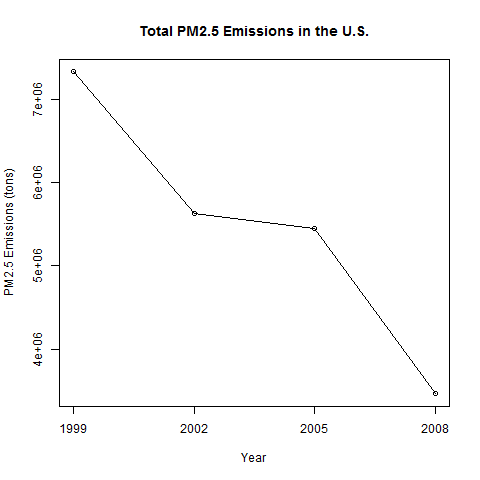 Total PM2.5 Emissions in the U.S.
PM2.5 Emissions (tons)
7e+06
6e+06
5e+06
4e+06
1999 2002 2005 2008
Year